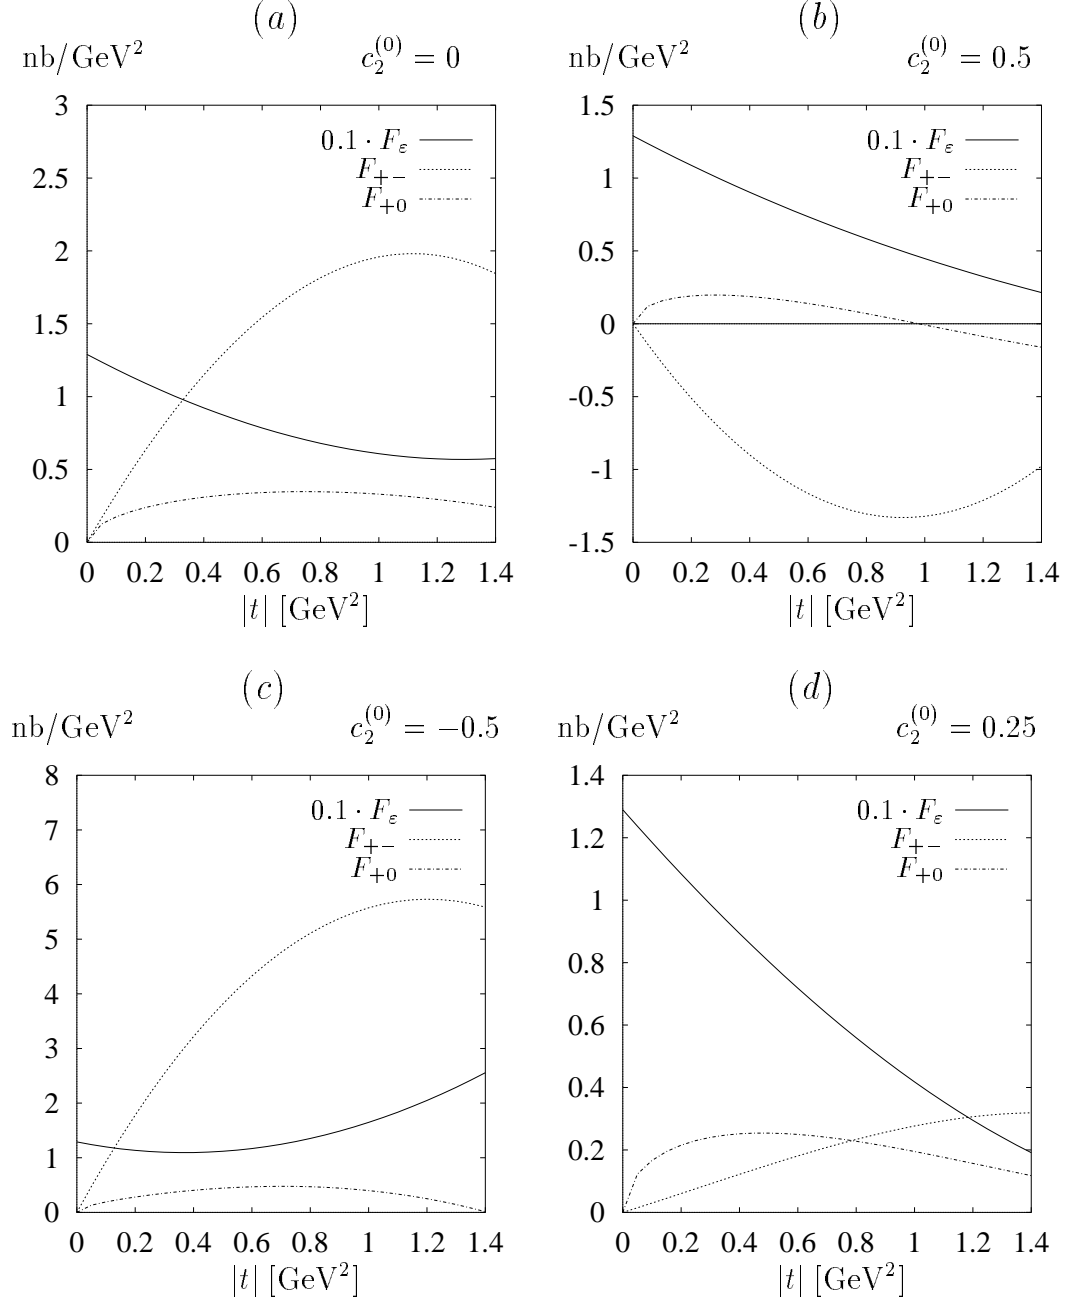 (a)
nb/GeV²
c₂⁽⁰⁾ = 0
3
2.5
2
1.5
1
0.5
0
0.1 · Fε
F₊₋
F₊₀
0 0.2 0.4 0.6 0.8 1 1.2 1.4
|t| [GeV²]
(b)
nb/GeV²
c₂⁽⁰⁾ = 0.5
1.5
1
0.5
0
-0.5
-1
-1.5
0.1 · Fε
F₊₋
F₊₀
0 0.2 0.4 0.6 0.8 1 1.2 1.4
|t| [GeV²]
(c)
nb/GeV²
c₂⁽⁰⁾ = −0.5
8
7
6
5
4
3
2
1
0
0.1 · Fε
F₊₋
F₊₀
0 0.2 0.4 0.6 0.8 1 1.2 1.4
|t| [GeV²]
(d)
nb/GeV²
c₂⁽⁰⁾ = 0.25
1.4
1.2
1
0.8
0.6
0.4
0.2
0
0.1 · Fε
F₊₋
F₊₀
0 0.2 0.4 0.6 0.8 1 1.2 1.4
|t| [GeV²]